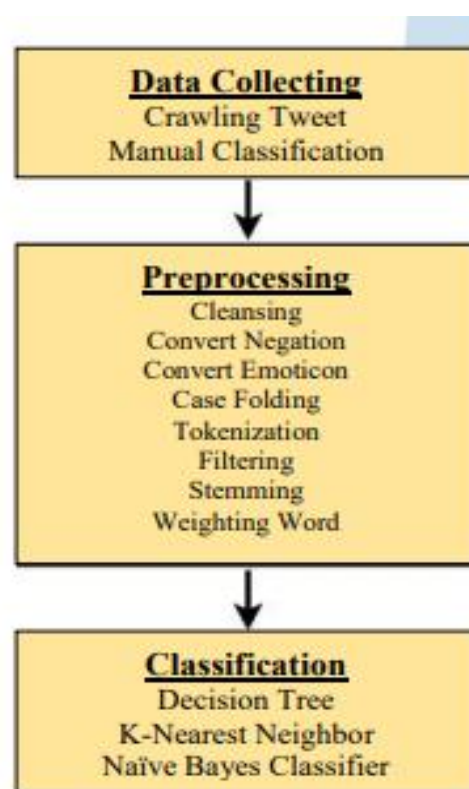 Data Collecting
Crawling Tweet
Manual Classification
Preprocessing
Cleansing
Convert Negation
Convert Emoticon
Case Folding
Tokenization
Filtering
Stemming
Weighting Word
Classification
Decision Tree
K-Nearest Neighbor
Naïve Bayes Classifier